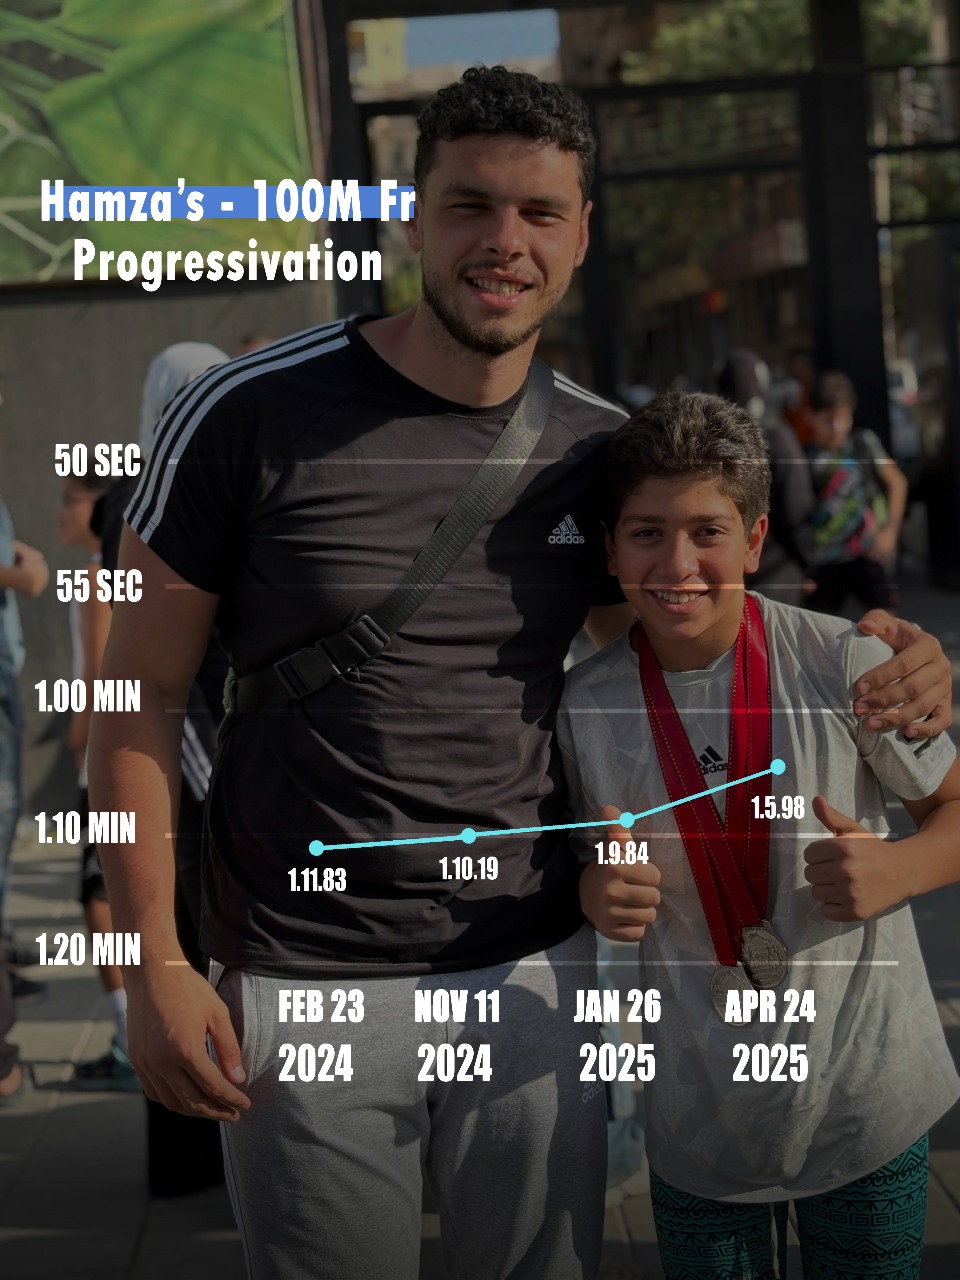 Hamza's - 100M Fr
Progressivation
50 SEC
55 SEC
1.00 MIN
1.10 MIN
1.20 MIN
1.11.83
1.10.19
1.9.84
1.5.98
FEB 23
2024
NOV 11
2024
JAN 26
2025
APR 24
2025
adidas
adidas